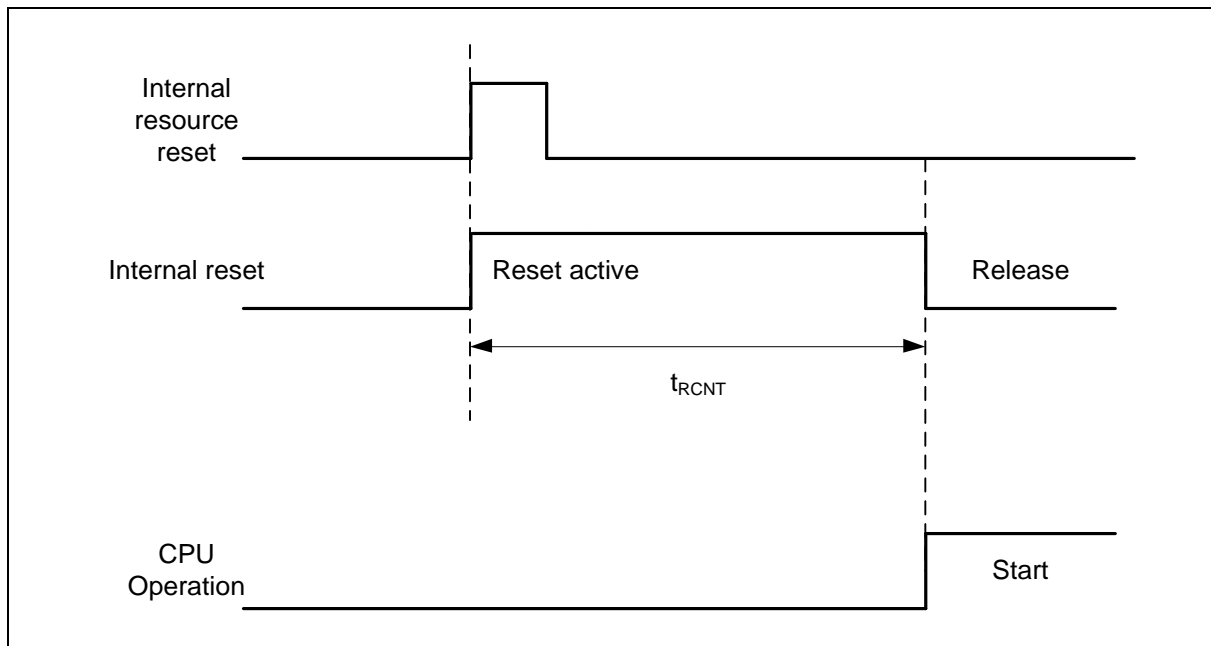 Internal
resource
reset
Internal reset
Reset active
Release
tRCNT
CPU
Operation
Start